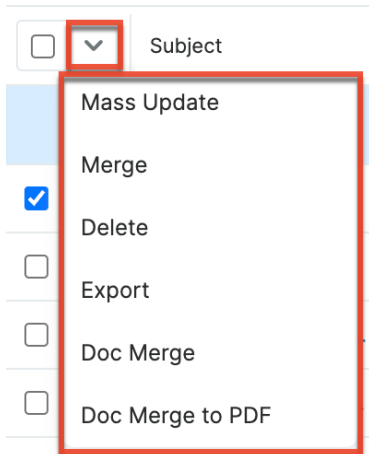 Subject
Mass Update
Merge
Delete
Export
Doc Merge
Doc Merge to PDF